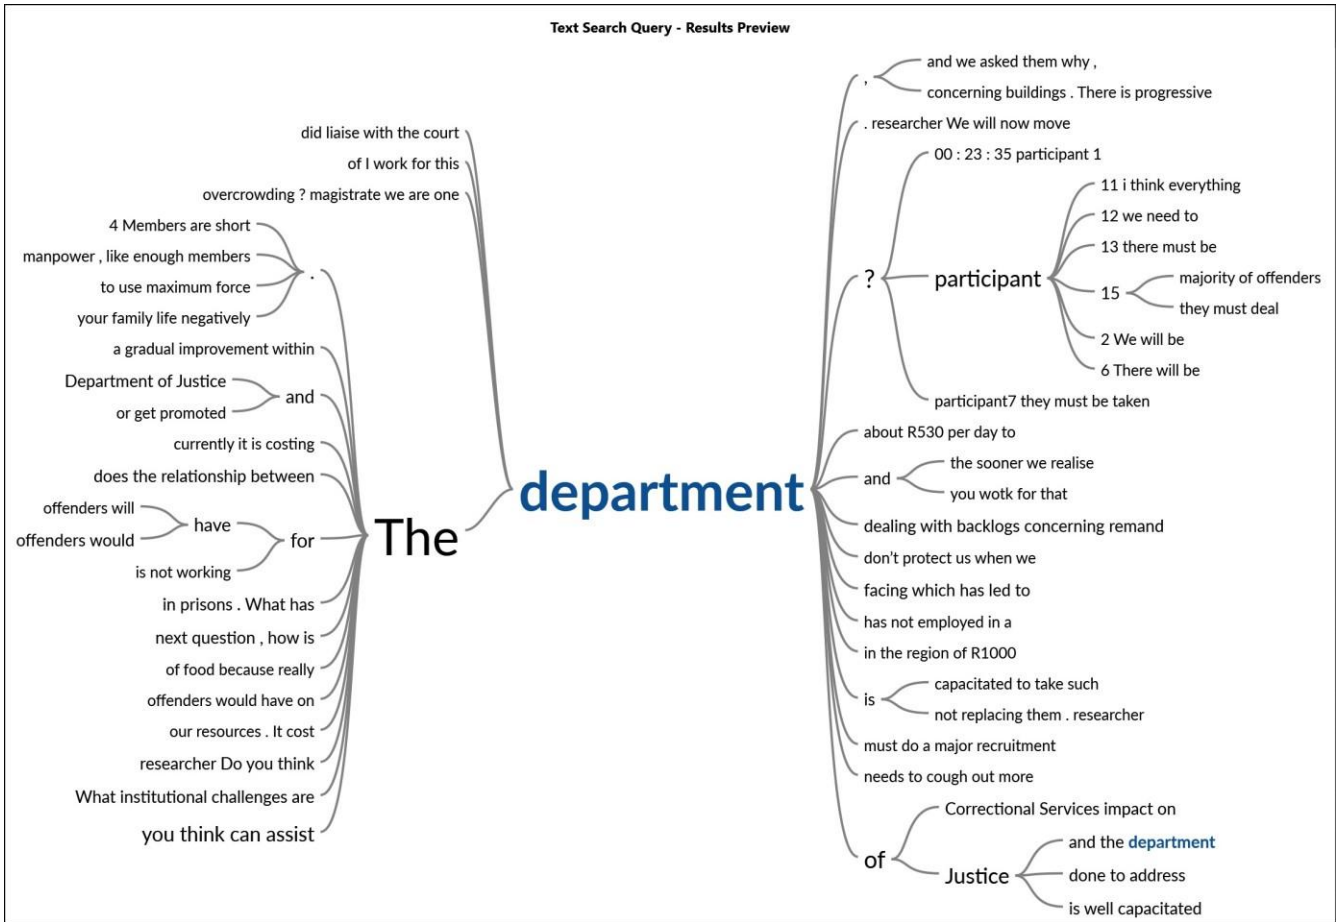 Text Search Query - Results Preview
did liaise with the court
of I work for this
overcrowding ? magistrate we are one
4 Members are short
manpower , like enough members
to use maximum force
your family life negatively
.
a gradual improvement within
Department of Justice
or get promoted
and
currently it is costing
does the relationship between
offenders will
offenders would
have
is not working
for
in prisons . What has
next question , how is
of food because really
offenders would have on
our resources . It cost
researcher Do you think
What institutional challenges are
you think can assist
The
department
,
and we asked them why ,
concerning buildings . There is progressive
. researcher We will now move
?
00 : 23 : 35 participant 1
participant
11 i think everything
12 we need to
13 there must be
15
majority of offenders
they must deal
2 We will be
6 There will be
participant7 they must be taken
about R530 per day to
and
the sooner we realise
you wotk for that
dealing with backlogs concerning remand
don't protect us when we
facing which has led to
has not employed in a
in the region of R1000
is
capacitated to take such
not replacing them . researcher
must do a major recruitment
needs to cough out more
of
Correctional Services impact on
Justice
and the department
done to address
is well capacitated